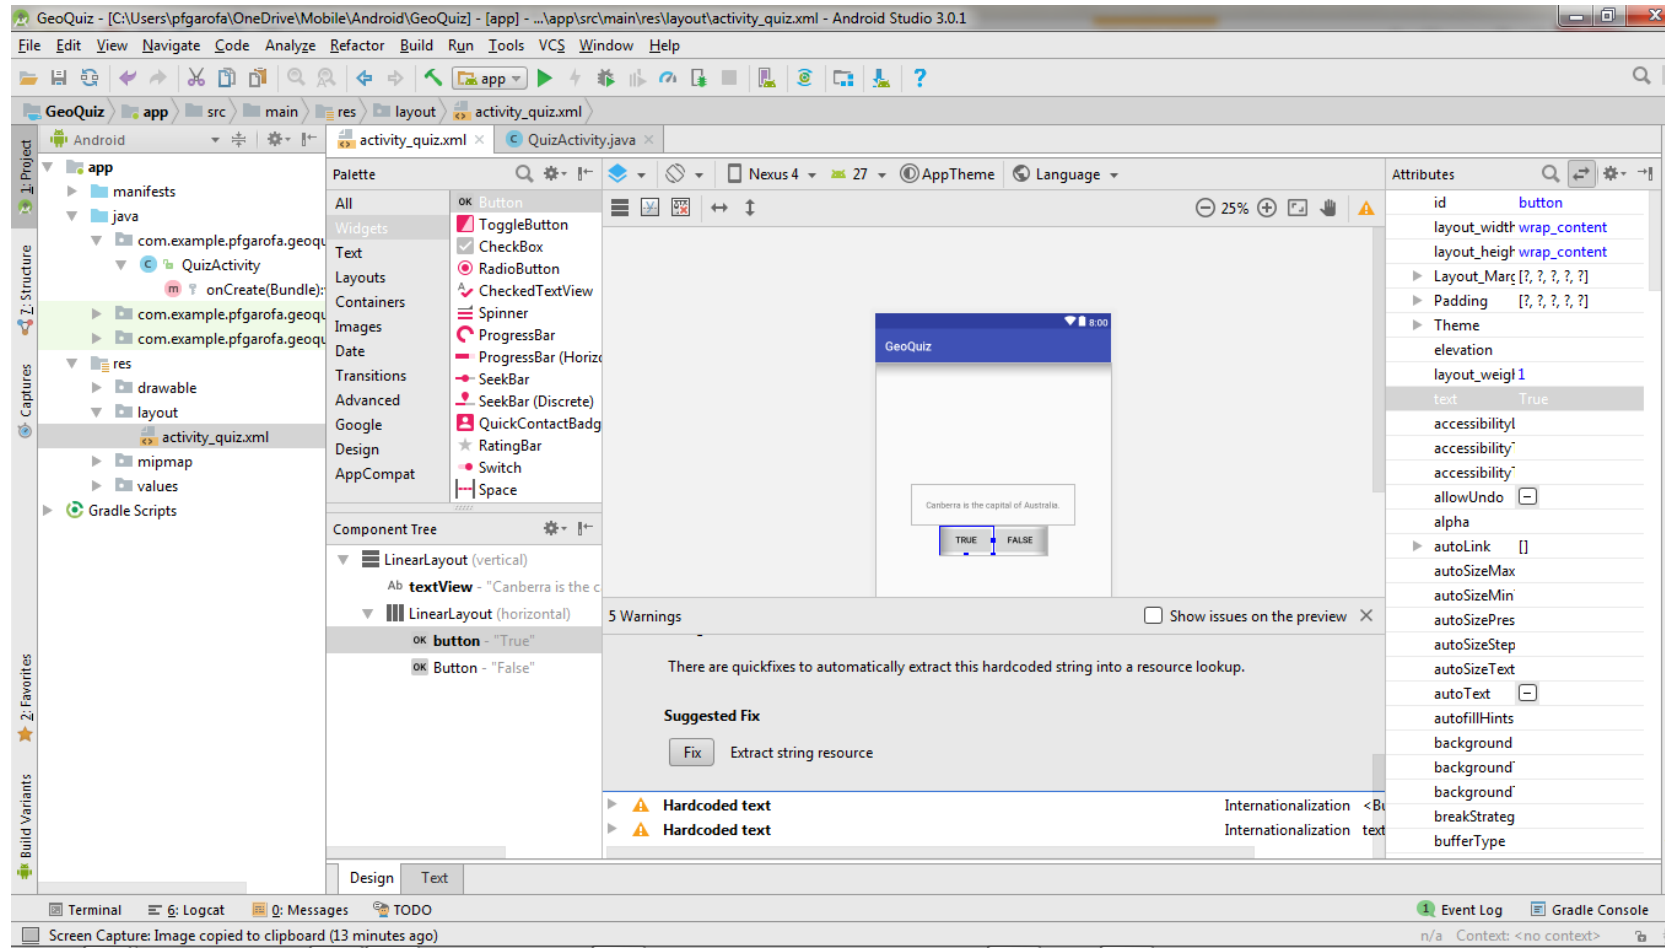 GeoQuiz - [C:\Users\pfgarofa\OneDrive\Mobile\Android\GeoQuiz] - [app] - ...\app\src\main\res\layout\activity_quiz.xml - Android Studio 3.0.1
File Edit View Navigate Code Analyze Refactor Build Run Tools VCS Window Help
app
GeoQuiz app src main res layout activity_quiz.xml
1: Project
7: Structure
Captures
2: Favorites
Build Variants
Android
app
manifests
java
com.example.pfgarofa.geoqu
QuizActivity
onCreate(Bundle):
com.example.pfgarofa.geoqu
com.example.pfgarofa.geoqu
res
drawable
layout
activity_quiz.xml
mipmap
values
Gradle Scripts
activity_quiz.xml QuizActivity.java
Palette
All
Widgets
Text
Layouts
Containers
Images
Date
Transitions
Advanced
Google
Design
AppCompat
OK Button
ToggleButton
CheckBox
RadioButton
CheckedTextView
Spinner
ProgressBar
ProgressBar (Horizo
SeekBar
SeekBar (Discrete)
QuickContactBadg
RatingBar
Switch
Space
Component Tree
LinearLayout (vertical)
Ab textView - "Canberra is the c
LinearLayout (horizontal)
OK button - "True"
OK Button - "False"
Nexus 4 27 AppTheme Language
25%
8:00
GeoQuiz
Canberra is the capital of Australia.
TRUE FALSE
5 Warnings Show issues on the preview
There are quickfixes to automatically extract this hardcoded string into a resource lookup.
Suggested Fix
Fix Extract string resource
Hardcoded text Internationalization <Bu
Hardcoded text Internationalization text
Attributes
id button
layout_width wrap_content
layout_heigh wrap_content
Layout_Marg [?, ?, ?, ?, ?]
Padding [?, ?, ?, ?, ?]
Theme
elevation
layout_weigh 1
text True
accessibilityL
accessibilityT
accessibilityT
allowUndo
alpha
autoLink []
autoSizeMax
autoSizeMin
autoSizePres
autoSizeStep
autoSizeText
autoText
autofillHints
background
background
background
breakStrateg
bufferType
Design Text
Terminal 6: Logcat 0: Messages TODO
1 Event Log Gradle Console
Screen Capture: Image copied to clipboard (13 minutes ago)
n/a Context: <no context>